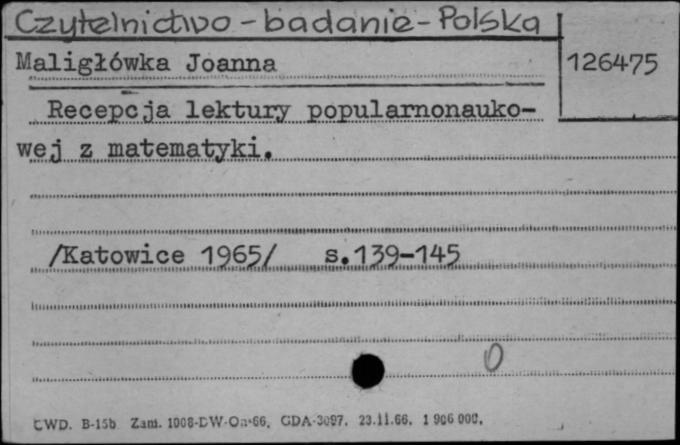 Czytelnictwo - badanie - Polska
Maligłówka Joanna
126475
Recepcja lektury popularnonauko-
wej z matematyki.
/Katowice 1965/ s.139-145
0
CWD. B-15b Zam. 1008-DW-Oa-66. GDA-3097. 23.11.66. 1 906 000.